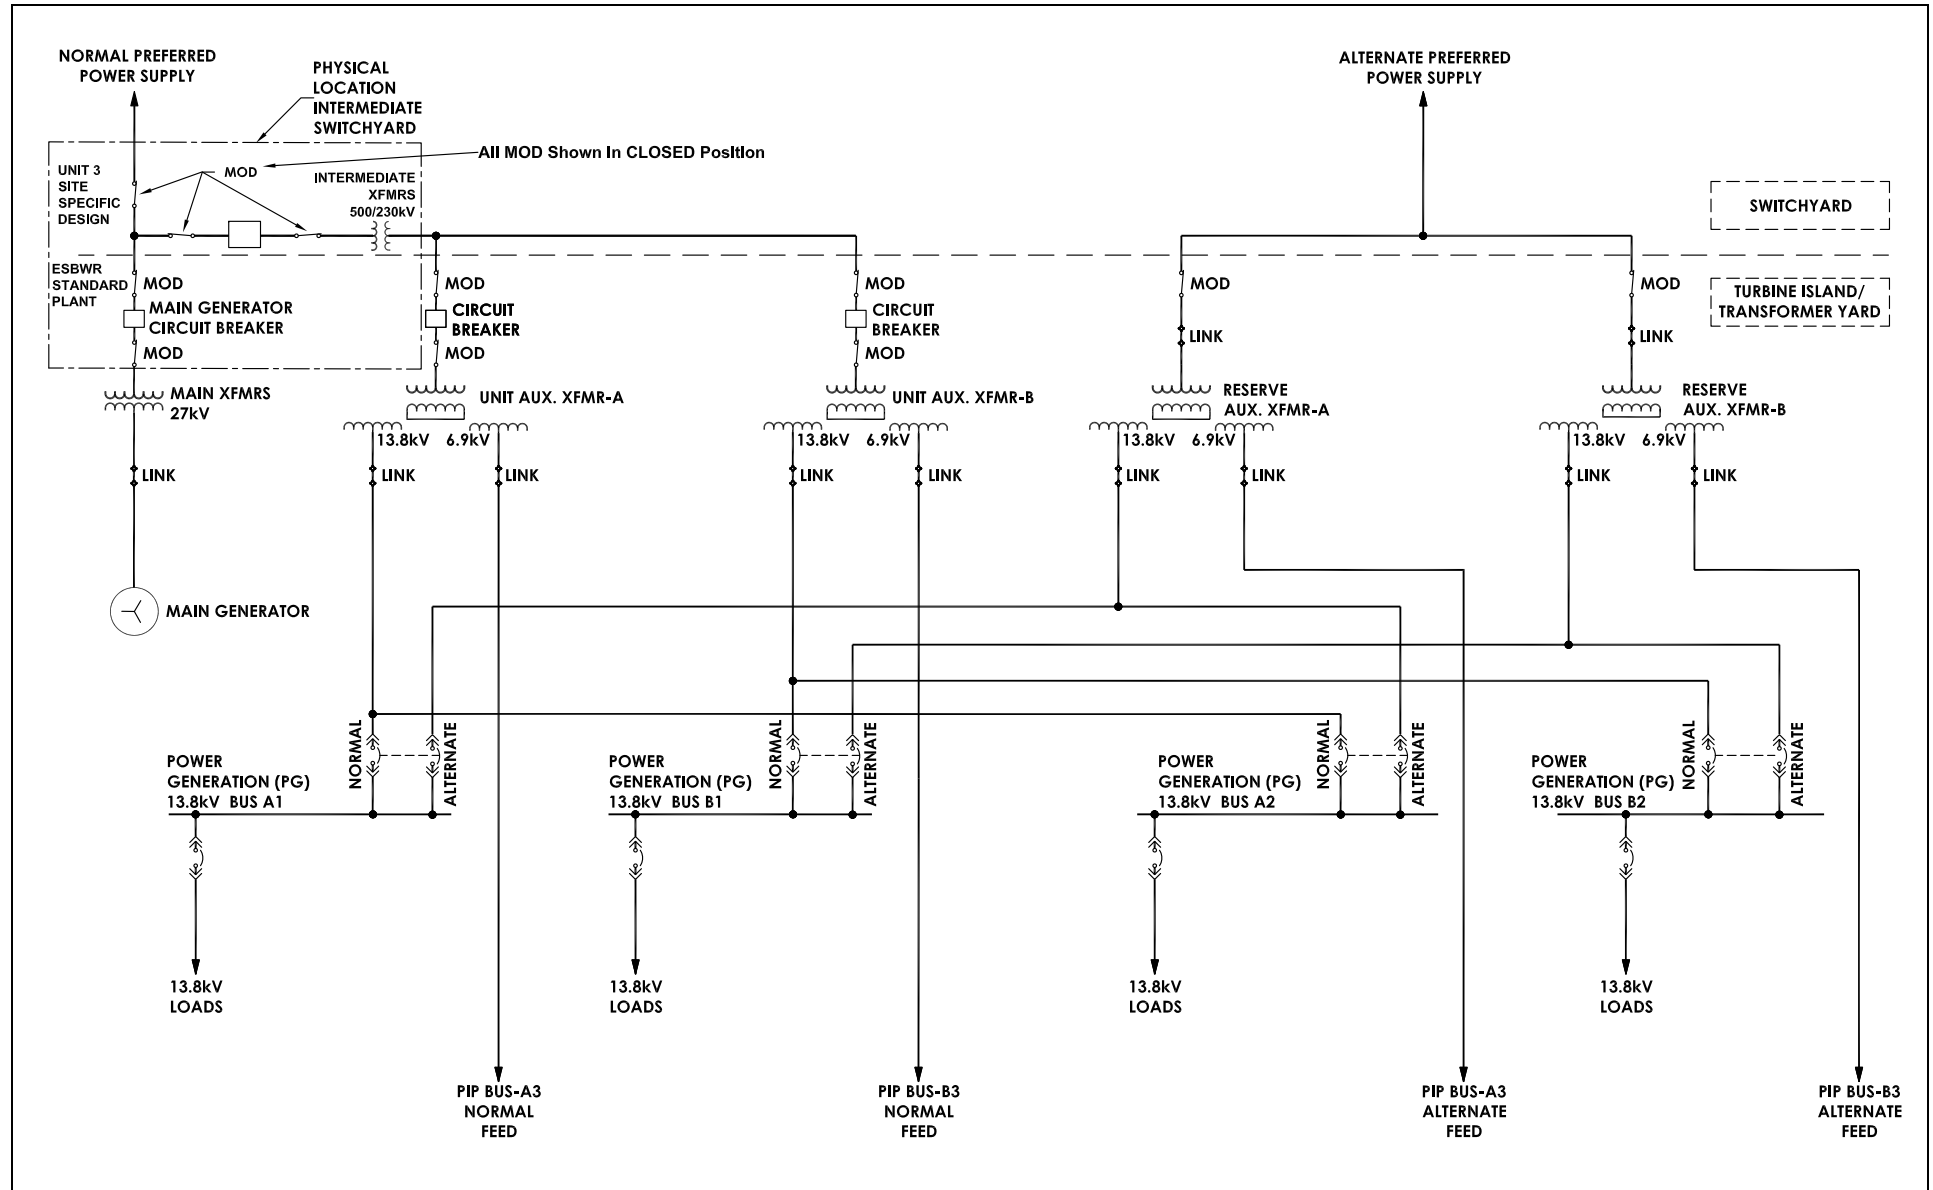 NORMAL PREFERRED
POWER SUPPLY
PHYSICAL
LOCATION
INTERMEDIATE
SWITCHYARD
ALTERNATE PREFERRED
POWER SUPPLY
All MOD Shown In CLOSED Position
UNIT 3
SITE
SPECIFIC
DESIGN
MOD
INTERMEDIATE
XFMRS
500/230kV
SWITCHYARD
ESBWR
STANDARD
PLANT
MOD
MAIN GENERATOR
CIRCUIT BREAKER
MOD
MOD
CIRCUIT
BREAKER
MOD
MOD
CIRCUIT
BREAKER
MOD
MOD
LINK
MOD
LINK
TURBINE ISLAND/
TRANSFORMER YARD
MAIN XFMRS
27kV
UNIT AUX. XFMR-A
UNIT AUX. XFMR-B
RESERVE
AUX. XFMR-A
RESERVE
AUX. XFMR-B
13.8kV
6.9kV
13.8kV
6.9kV
13.8kV
6.9kV
13.8kV
6.9kV
LINK
LINK
LINK
LINK
LINK
LINK
LINK
LINK
LINK
MAIN GENERATOR
POWER
GENERATION (PG)
13.8kV BUS A1
NORMAL
ALTERNATE
POWER
GENERATION (PG)
13.8kV BUS B1
NORMAL
ALTERNATE
POWER
GENERATION (PG)
13.8kV BUS A2
NORMAL
ALTERNATE
POWER
GENERATION (PG)
13.8kV BUS B2
NORMAL
ALTERNATE
13.8kV
LOADS
13.8kV
LOADS
13.8kV
LOADS
13.8kV
LOADS
PIP BUS-A3
NORMAL
FEED
PIP BUS-B3
NORMAL
FEED
PIP BUS-A3
ALTERNATE
FEED
PIP BUS-B3
ALTERNATE
FEED